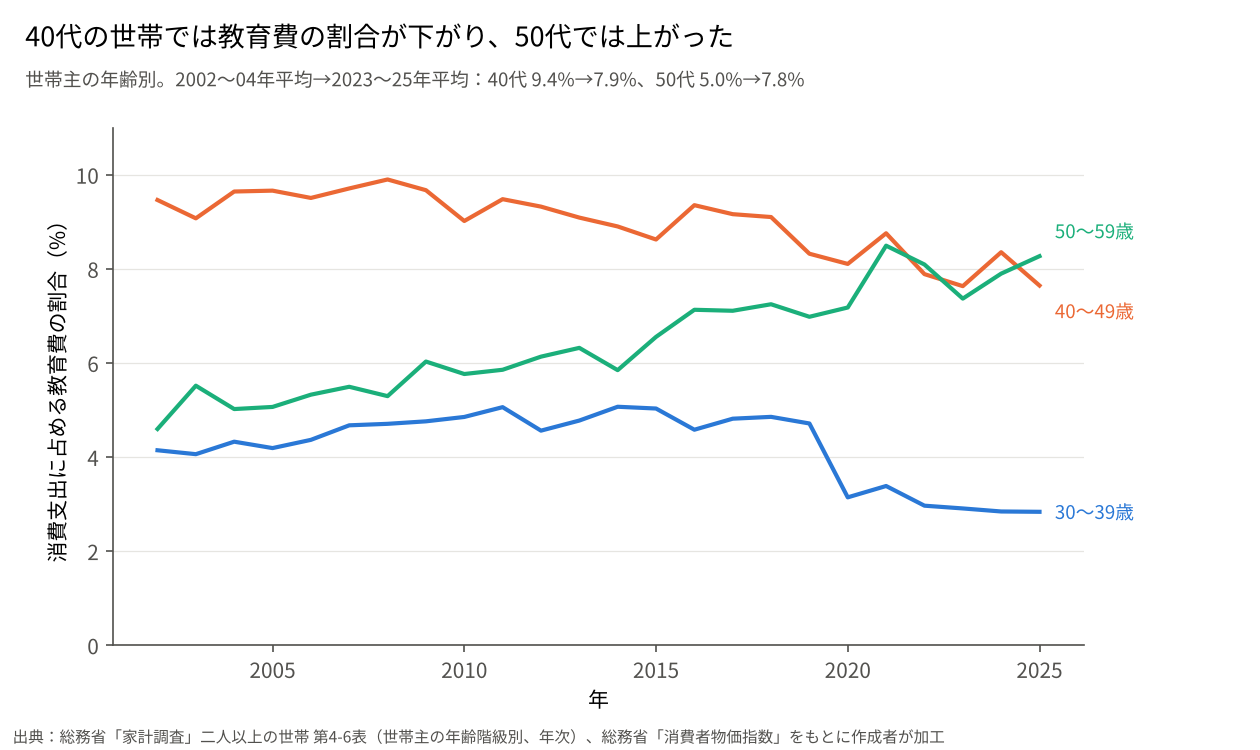 40代の世帯では教育費の割合が下がり、50代では上がった
世帯主の年齢別。2002～04年平均→2023～25年平均：40代 9.4%→7.9%、50代 5.0%→7.8%
消費支出に占める教育費の割合（%）
10
8
6
4
2
0
50～59歳
40～49歳
30～39歳
2005
2010
2015
2020
2025
年
出典：総務省「家計調査」二人以上の世帯 第4-6表（世帯主の年齢階級別、年次）、総務省「消費者物価指数」をもとに作成者が加工